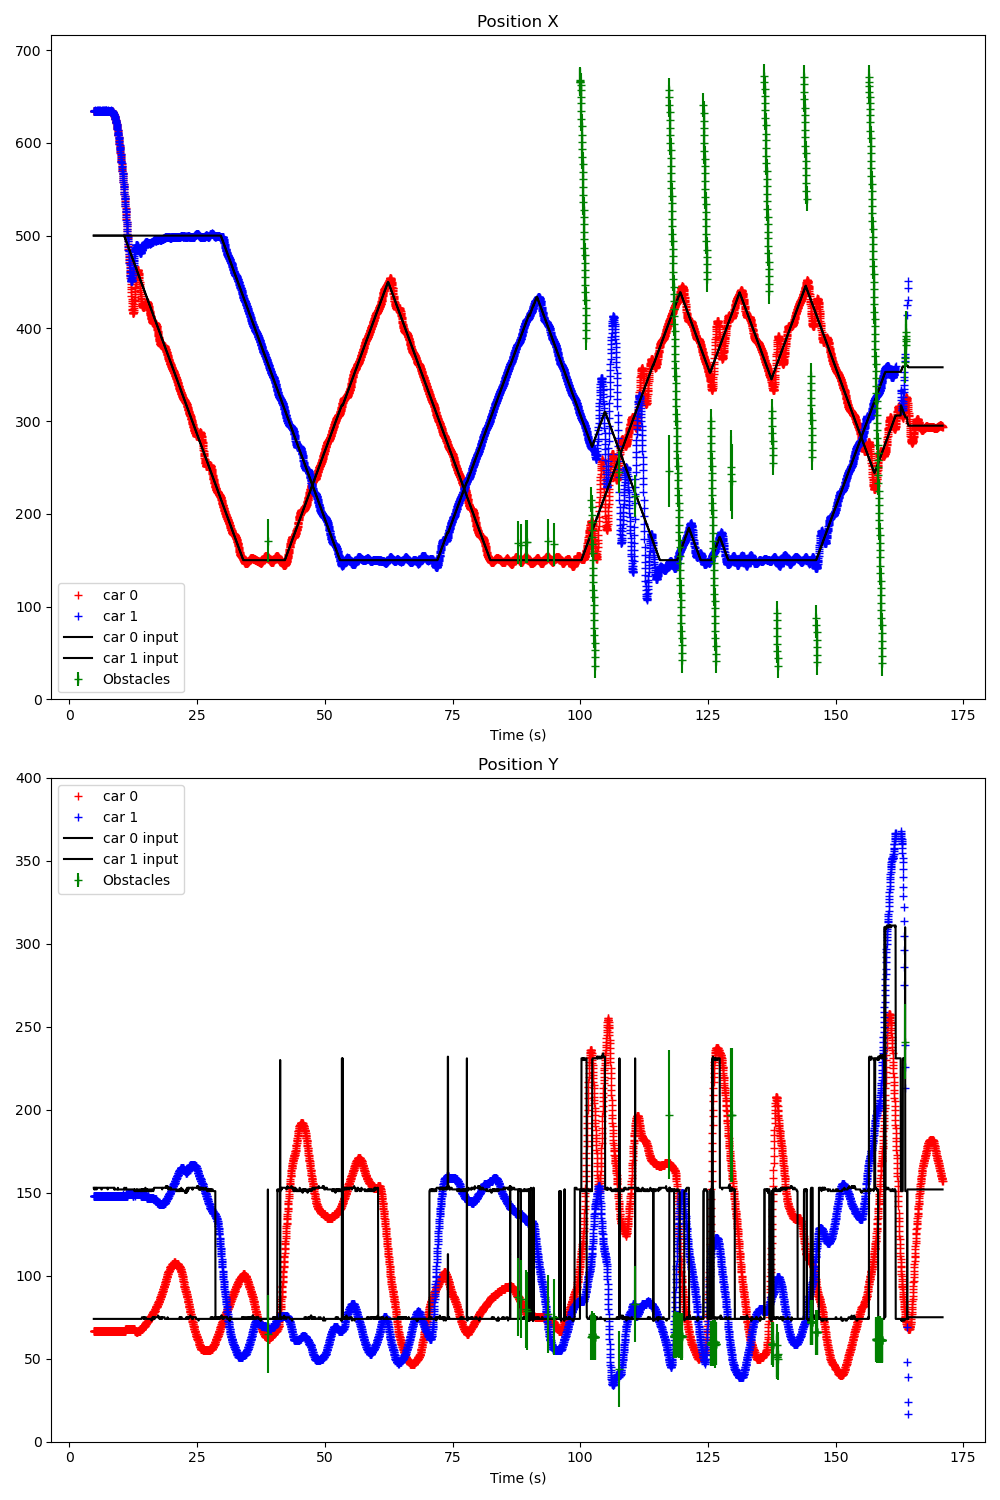 Position X
700
600
500
400
300
200
100
0
car 0
car 1
car 0 input
car 1 input
Obstacles
0 25 50 75 100 125 150 175
Time (s)
Position Y
400
350
300
250
200
150
100
50
0
car 0
car 1
car 0 input
car 1 input
Obstacles
0 25 50 75 100 125 150 175
Time (s)